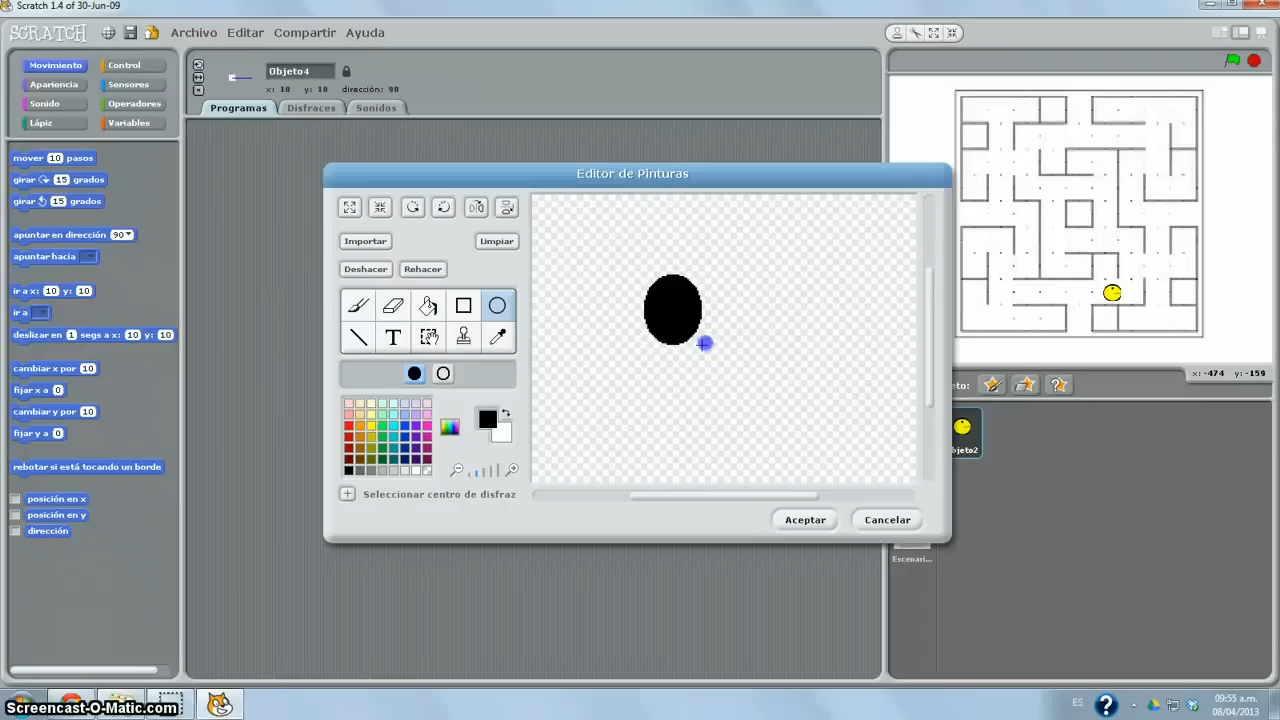 Scratch 1.4 of 30-Jun-09
SCRATCH
Archivo Editar Compartir Ayuda
Movimiento Control
Apariencia Sensores
Sonido Operadores
Lápiz Variables
Objeto4
x: 10 y: 10 dirección: 90
Programas Disfraces Sonidos
mover 10 pasos
girar 15 grados
girar 15 grados
apuntar en dirección 90
apuntar hacia
ir a x: 10 y: 10
ir a
deslizar en 1 segs a x: 10 y: 10
cambiar x por 10
fijar x a 0
cambiar y por 10
fijar y a 0
rebotar si está tocando un borde
posición en x
posición en y
dirección
Editor de Pinturas
Importar Limpiar
Deshacer Rehacer
T
Seleccionar centro de disfraz
Aceptar Cancelar
x: -474 y: -159
to:
bjeto2
Escenari...
Screencast-O-Matic.com
ES
09:55 a.m.
08/04/2013